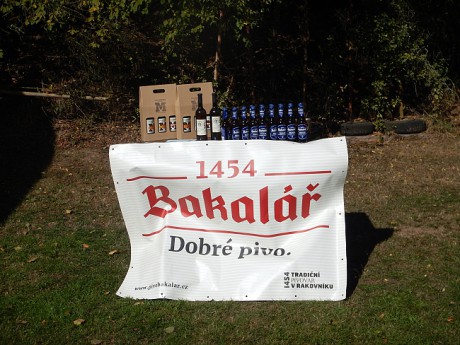 M
M
1454
Bakalář
Dobré pivo.
www.pivobakalar.cz
1454 TRADIČNÍ
PIVOVAR
V RAKOVNÍKU